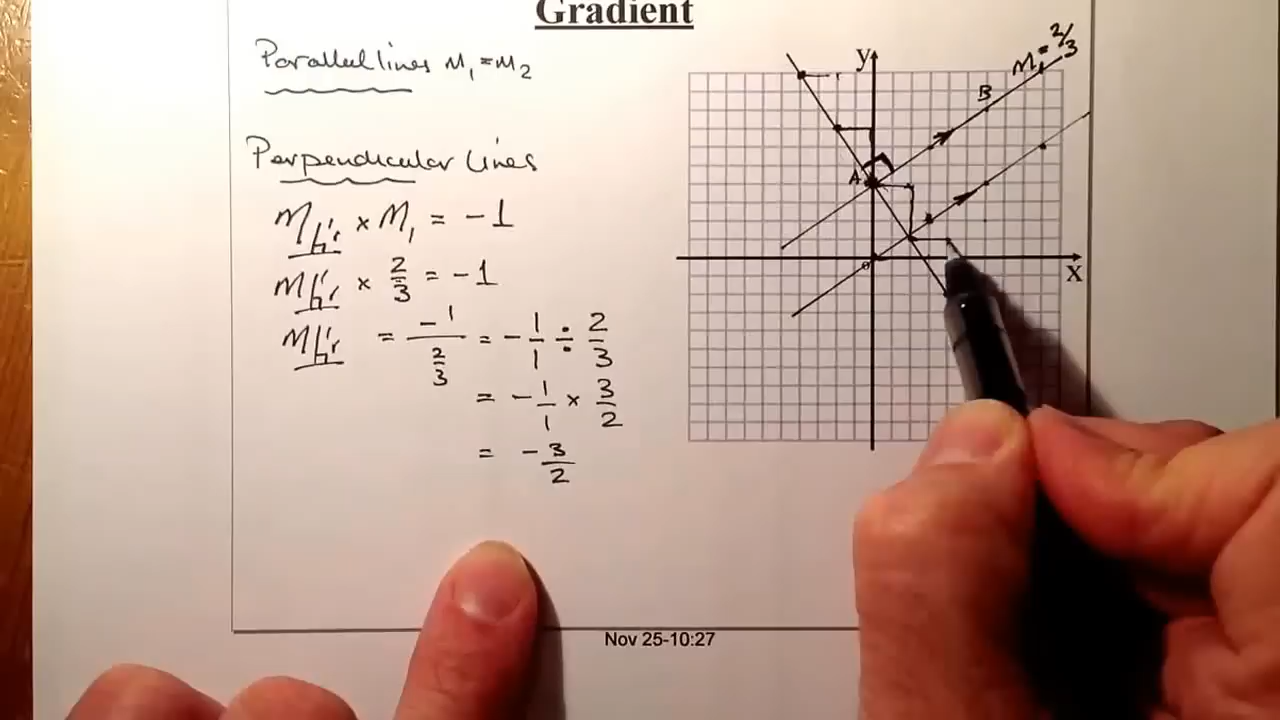 Gradient
Parallel lines M₁ = M₂
Perpendicular Lines
M × M₁ = -1
M × 2/3 = -1
M = -1/(2/3) = -1/1 ÷ 2/3
= -1/1 × 3/2
= -3/2
y
M₁ = 2/3
B
A
o
x
Nov 25-10:27